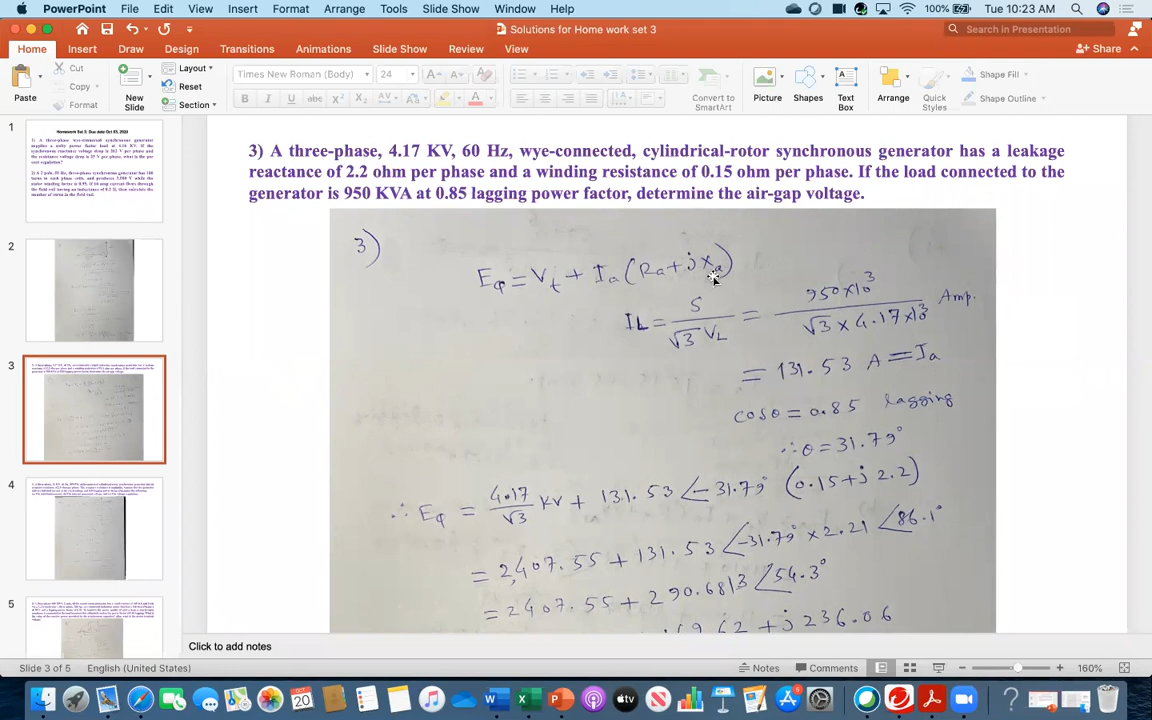 PowerPoint File Edit View Insert Format Arrange Tools Slide Show Window Help 100% Tue 10:23 AM
Solutions for Home work set 3
Search in Presentation
Home Insert Draw Design Transitions Animations Slide Show Review View Share
Paste Cut Copy Format
New Slide Layout Reset Section
Times New Roman (Body) 24
Convert to SmartArt
Picture Shapes Text Box Arrange Quick Styles Shape Fill Shape Outline
1
2
3
4
5
3) A three-phase, 4.17 KV, 60 Hz, wye-connected, cylindrical-rotor synchronous generator has a leakage
reactance of 2.2 ohm per phase and a winding resistance of 0.15 ohm per phase. If the load connected to the
generator is 950 KVA at 0.85 lagging power factor, determine the air-gap voltage.
3)
Eφ = Vt + Ia (Ra + j Xa)
IL = S / √3 VL = 950×10³ / √3 × 4.17×10³ Amp.
= 131.53 A = Ia
cosθ = 0.85 lagging
∴ θ = 31.79°
∴ Eφ = 4.17/√3 KV + 131.53 ∠-31.79° (0.15 + j 2.2)
= 2,407.55 + 131.53 ∠-31.79° × 2.21 ∠86.1°
= 2407.55 + 290.6813 ∠54.3°
+ j 236.06
Click to add notes
Slide 3 of 5 English (United States) Notes Comments 160%